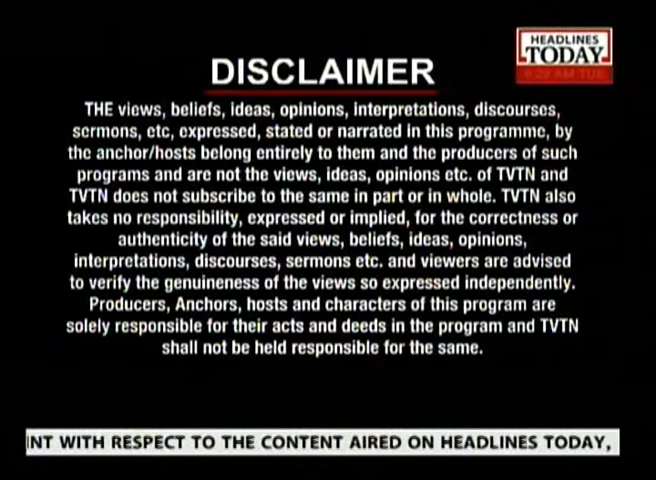 HEADLINES
TODAY
9:29 AM TUE
DISCLAIMER
THE views, beliefs, ideas, opinions, interpretations, discourses,
sermons, etc, expressed, stated or narrated in this programme, by
the anchor/hosts belong entirely to them and the producers of such
programs and are not the views, ideas, opinions etc. of TVTN and
TVTN does not subscribe to the same in part or in whole. TVTN also
takes no responsibility, expressed or implied, for the correctness or
authenticity of the said views, beliefs, ideas, opinions,
interpretations, discourses, sermons etc. and viewers are advised
to verify the genuineness of the views so expressed independently.
Producers, Anchors, hosts and characters of this program are
solely responsible for their acts and deeds in the program and TVTN
shall not be held responsible for the same.
INT WITH RESPECT TO THE CONTENT AIRED ON HEADLINES TODAY,